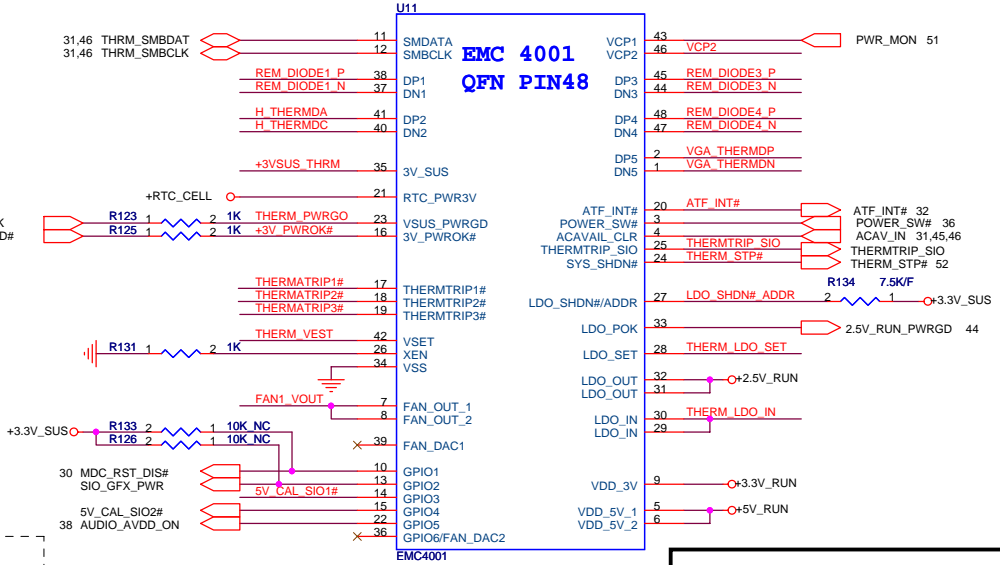 U11
EMC 4001
QFN PIN48
31,46 THRM_SMBDAT 11 SMDATA
31,46 THRM_SMBCLK 12 SMBCLK
REM_DIODE1_P 38 DP1
REM_DIODE1_N 37 DN1
H_THERMDA 41 DP2
H_THERMDC 40 DN2
+3VSUS_THRM 35 3V_SUS
+RTC_CELL 21 RTC_PWR3V
K R123 1 2 1K THERM_PWRGO 23 VSUS_PWRGD
D# R125 1 2 1K +3V_PWROK# 16 3V_PWROK#
THERMATRIP1# 17 THERMTRIP1#
THERMATRIP2# 18 THERMTRIP2#
THERMATRIP3# 19 THERMTRIP3#
THERM_VEST 42 VSET
R131 1 2 1K 26 XEN
34 VSS
FAN1_VOUT 7 FAN_OUT_1
8 FAN_OUT_2
+3.3V_SUS R133 2 1 10K_NC
R126 2 1 10K_NC
39 FAN_DAC1
30 MDC_RST_DIS# 10 GPIO1
SIO_GFX_PWR 13 GPIO2
5V_CAL_SIO1# 14 GPIO3
5V_CAL_SIO2# 15 GPIO4
38 AUDIO_AVDD_ON 22 GPIO5
36 GPIO6/FAN_DAC2
EMC4001
VCP1 43 PWR_MON 51
VCP2 46 VCP2
DP3 45 REM_DIODE3_P
DN3 44 REM_DIODE3_N
DP4 48 REM_DIODE4_P
DN4 47 REM_DIODE4_N
DP5 2 VGA_THERMDP
DN5 1 VGA_THERMDN
ATF_INT# 20 ATF_INT# ATF_INT# 32
POWER_SW# 3 POWER_SW# 36
ACAVAIL_CLR 4 ACAV_IN 31,45,46
THERMTRIP_SIO 25 THERMTRIP_SIO THERMTRIP_SIO
SYS_SHDN# 24 THERM_STP# THERM_STP# 52
R134 7.5K/F
LDO_SHDN#/ADDR 27 LDO_SHDN#_ADDR 2 1 +3.3V_SUS
LDO_POK 33 2.5V_RUN_PWRGD 44
LDO_SET 28 THERM_LDO_SET
LDO_OUT 32 +2.5V_RUN
LDO_OUT 31
LDO_IN 30 THERM_LDO_IN
LDO_IN 29
VDD_3V 9 +3.3V_RUN
VDD_5V_1 5 +5V_RUN
VDD_5V_2 6